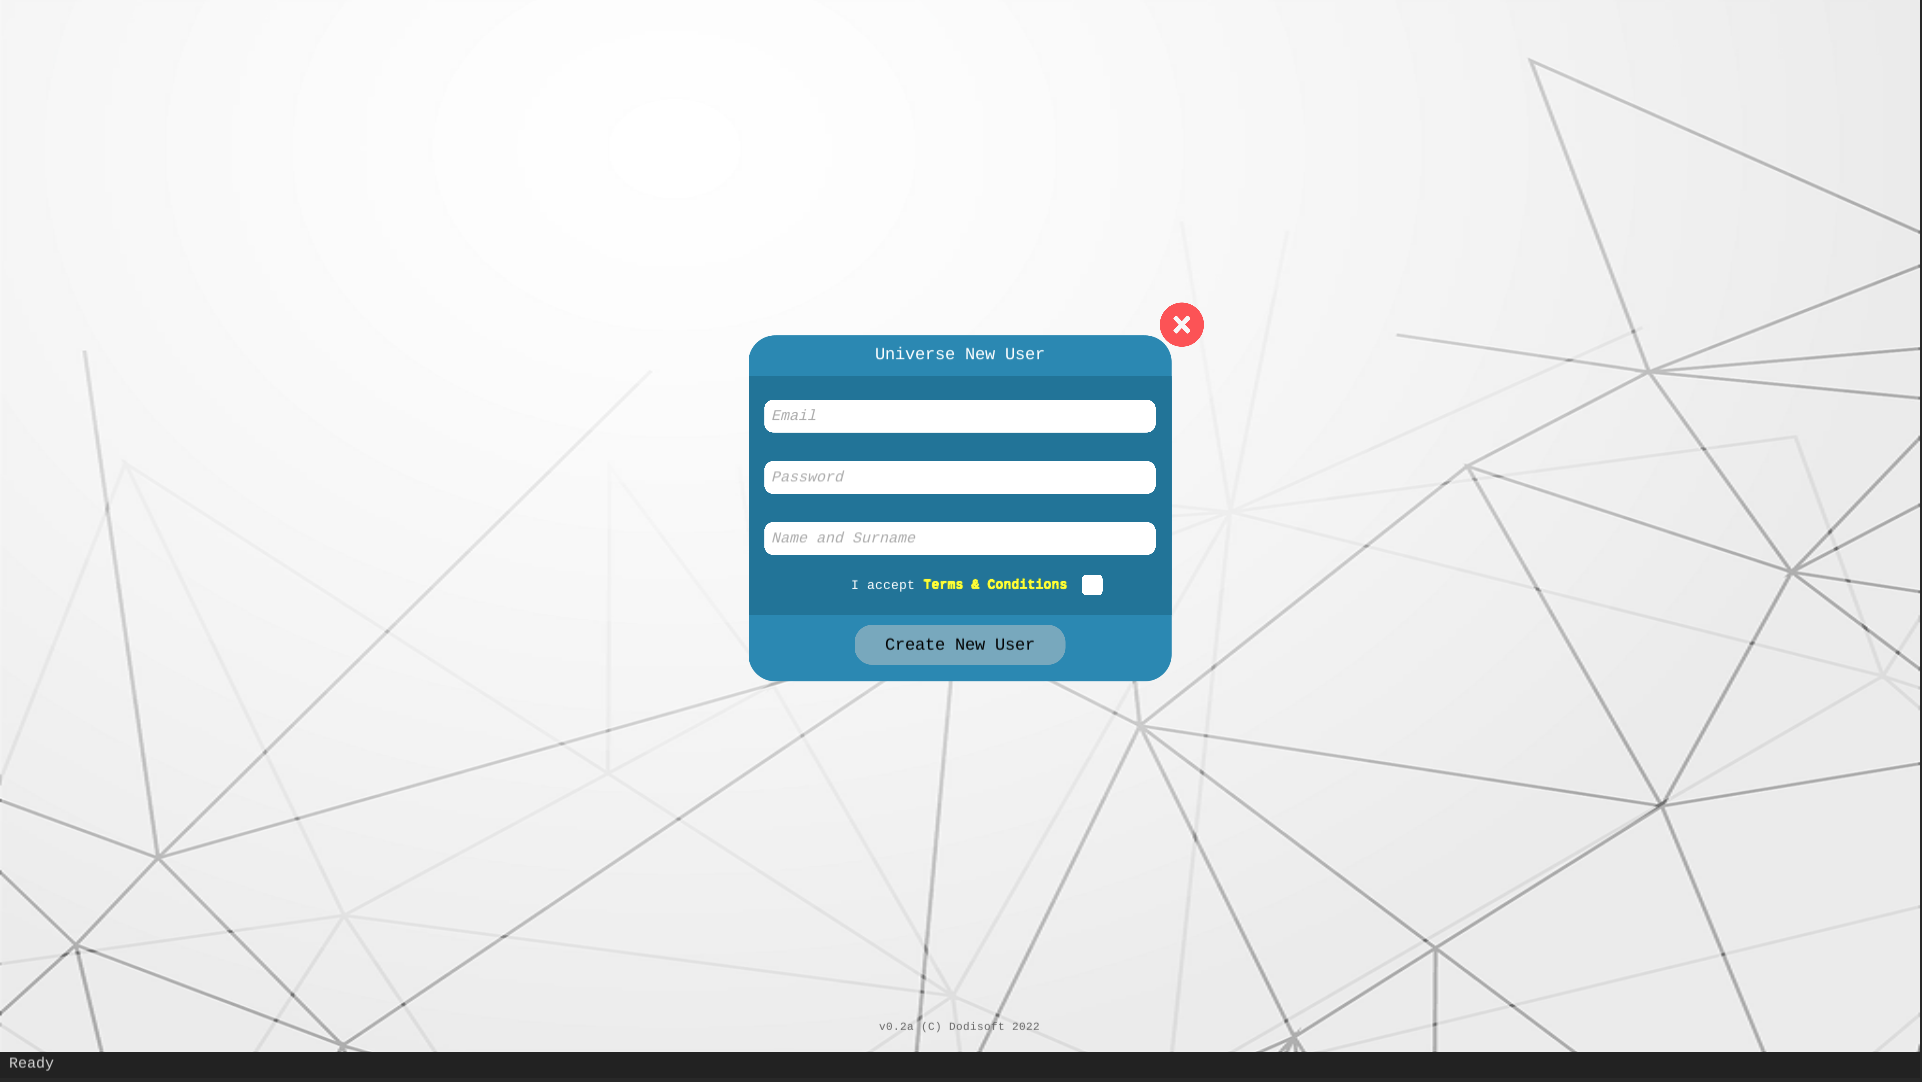 Universe New User
Email
Password
Name and Surname
I accept Terms & Conditions
Create New User
v0.2a (C) Dodisoft 2022
Ready